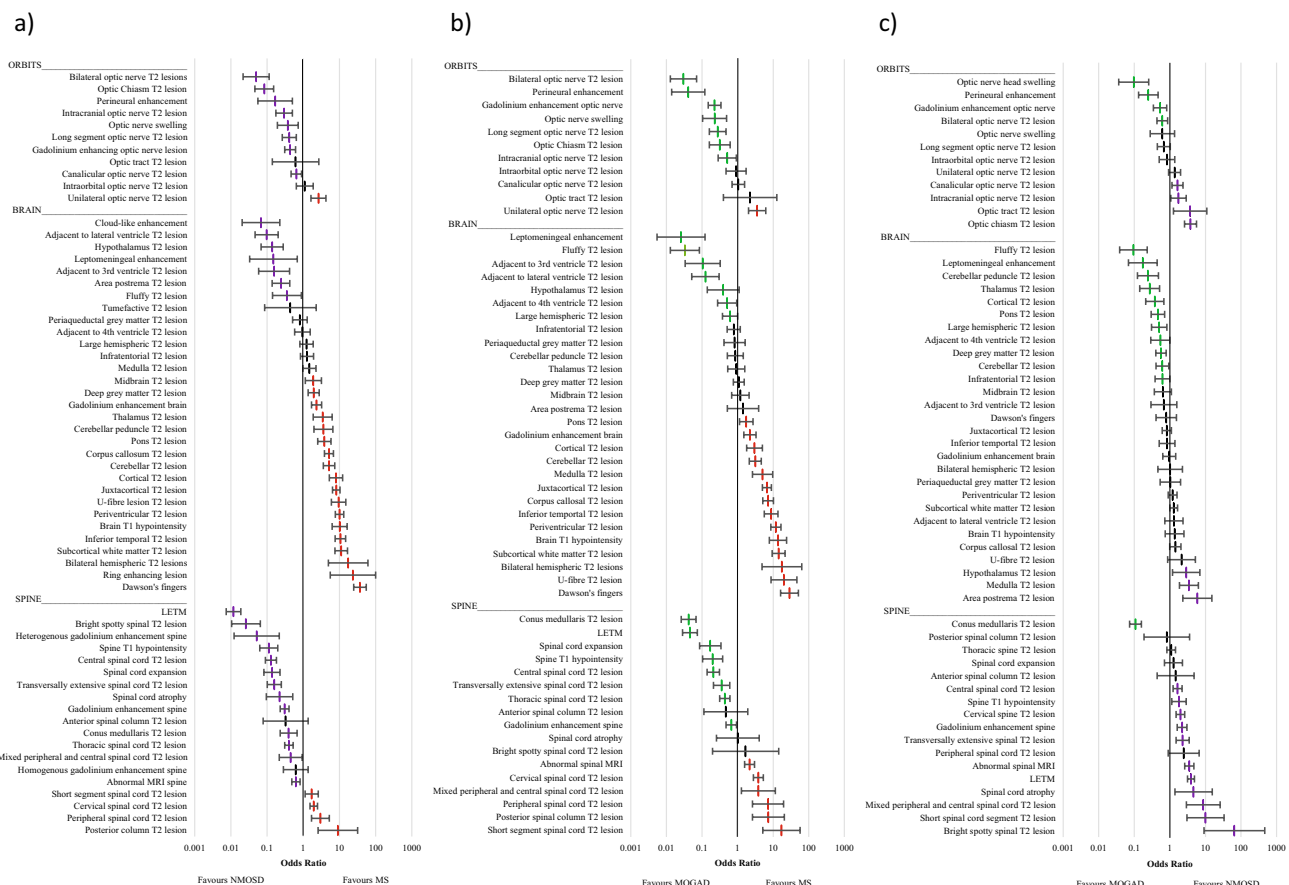 a)
ORBITS
Bilateral optic nerve T2 lesions
Optic Chiasm T2 lesion
Perineural enhancement
Intracranial optic nerve T2 lesion
Optic nerve swelling
Long segment optic nerve T2 lesion
Gadolinium enhancing optic nerve lesion
Optic tract T2 lesion
Canalicular optic nerve T2 lesion
Intraorbital optic nerve T2 lesion
Unilateral optic nerve T2 lesion
BRAIN
Cloud-like enhancement
Adjacent to lateral ventricle T2 lesion
Hypothalamus T2 lesion
Leptomeningeal enhancement
Adjacent to 3rd ventricle T2 lesion
Area postrema T2 lesion
Fluffy T2 lesion
Tumefactive T2 lesion
Periaqueductal grey matter T2 lesion
Adjacent to 4th ventricle T2 lesion
Large hemispheric T2 lesion
Infratentorial T2 lesion
Medulla T2 lesion
Midbrain T2 lesion
Deep grey matter T2 lesion
Gadolinium enhancement brain
Thalamus T2 lesion
Cerebellar peduncle T2 lesion
Pons T2 lesion
Corpus callosum T2 lesion
Cerebellar T2 lesion
Cortical T2 lesion
Juxtacortical T2 lesion
U-fibre lesion T2 lesion
Periventricular T2 lesion
Brain T1 hypointensity
Inferior temporal T2 lesion
Subcortical white matter T2 lesion
Bilateral hemispheric T2 lesions
Ring enhancing lesion
Dawson's fingers
SPINE
LETM
Bright spotty spinal T2 lesion
Heterogenous gadolinium enhancement spine
Spine T1 hypointensity
Central spinal cord T2 lesion
Spinal cord expansion
Transversally extensive spinal cord T2 lesion
Spinal cord atrophy
Gadolinium enhancement spine
Anterior spinal column T2 lesion
Conus medullaris T2 lesion
Thoracic spinal cord T2 lesion
Mixed peripheral and central spinal cord T2 lesion
Homogenous gadolinium enhancement spine
Abnormal MRI spine
Short segment spinal cord T2 lesion
Cervical spinal cord T2 lesion
Peripheral spinal cord T2 lesion
Posterior column T2 lesion
0.001 0.01 0.1 1 10 100 1000
Odds Ratio
Favours NMOSD Favours MS
b)
ORBITS
Bilateral optic nerve T2 lesion
Perineural enhancement
Gadolinium enhancement optic nerve
Optic nerve swelling
Long segment optic nerve T2 lesion
Optic Chiasm T2 lesion
Intracranial optic nerve T2 lesion
Intraorbital optic nerve T2 lesion
Canalicular optic nerve T2 lesion
Optic tract T2 lesion
Unilateral optic nerve T2 lesion
BRAIN
Leptomeningeal enhancement
Fluffy T2 lesion
Adjacent to 3rd ventricle T2 lesion
Adjacent to lateral ventricle T2 lesion
Hypothalamus T2 lesion
Adjacent to 4th ventricle T2 lesion
Large hemispheric T2 lesion
Infratentorial T2 lesion
Periaqueductal grey matter T2 lesion
Cerebellar peduncle T2 lesion
Thalamus T2 lesion
Deep grey matter T2 lesion
Midbrain T2 lesion
Area postrema T2 lesion
Pons T2 lesion
Gadolinium enhancement brain
Cortical T2 lesion
Cerebellar T2 lesion
Medulla T2 lesion
Juxtacortical T2 lesion
Corpus callosal T2 lesion
Inferior temportal T2 lesion
Periventricular T2 lesion
Brain T1 hypointensity
Subcortical white matter T2 lesion
Bilateral hemispheric T2 lesions
U-fibre T2 lesion
Dawson's fingers
SPINE
Conus medullaris T2 lesion
LETM
Spinal cord expansion
Spine T1 hypointensity
Central spinal cord T2 lesion
Transversally extensive spinal cord T2 lesion
Thoracic spinal cord T2 lesion
Anterior spinal column T2 lesion
Gadolinium enhancement spine
Spinal cord atrophy
Bright spotty spinal cord T2 lesion
Abnormal spinal MRI
Cervical spinal cord T2 lesion
Mixed peripheral and central spinal cord T2 lesion
Peripheral spinal cord T2 lesion
Posterior spinal column T2 lesion
Short segment spinal cord T2 lesion
0.001 0.01 0.1 1 10 100 1000
Odds Ratio
Favours MOGAD Favours MS
c)
ORBITS
Optic nerve head swelling
Perineural enhancement
Gadolinium enhancement optic nerve
Bilateral optic nerve T2 lesion
Optic nerve swelling
Long segment optic nerve T2 lesion
Intraorbital optic nerve T2 lesion
Unilateral optic nerve T2 lesion
Canalicular optic nerve T2 lesion
Intracranial optic nerve T2 lesion
Optic tract T2 lesion
Optic chiasm T2 lesion
BRAIN
Fluffy T2 lesion
Leptomeningeal enhancement
Cerebellar peduncle T2 lesion
Thalamus T2 lesion
Cortical T2 lesion
Pons T2 lesion
Large hemispheric T2 lesion
Adjacent to 4th ventricle T2 lesion
Deep grey matter T2 lesion
Cerebellar T2 lesion
Infratentorial T2 lesion
Midbrain T2 lesion
Adjacent to 3rd ventricle T2 lesion
Dawson's fingers
Juxtacortical T2 lesion
Inferior temportal T2 lesion
Gadolinium enhancement brain
Bilateral hemispheric T2 lesion
Periaqueductal grey matter T2 lesion
Periventricular T2 lesion
Subcortical white matter T2 lesion
Adjacent to lateral ventricle T2 lesion
Brain T1 hypointensity
Corpus callosal T2 lesion
U-fibre T2 lesion
Hypothalamus T2 lesion
Medulla T2 lesion
Area postrema T2 lesion
SPINE
Conus medullaris T2 lesion
Posterior spinal column T2 lesion
Thoracic spine T2 lesion
Spinal cord expansion
Anterior spinal column T2 lesion
Central spinal cord T2 lesion
Spine T1 hypointensity
Cervical spine T2 lesion
Gadolinium enhancement spine
Transversally extensive spinal T2 lesion
Peripheral spinal cord T2 lesion
Abnormal spinal MRI
LETM
Spinal cord atrophy
Mixed peripheral and central spinal cord T2 lesion
Short spinal cord segment T2 lesion
Bright spotty spinal T2 lesion
0.001 0.01 0.1 1 10 100 1000
Odds Ratio
Favours MOGAD Favours NMOSD